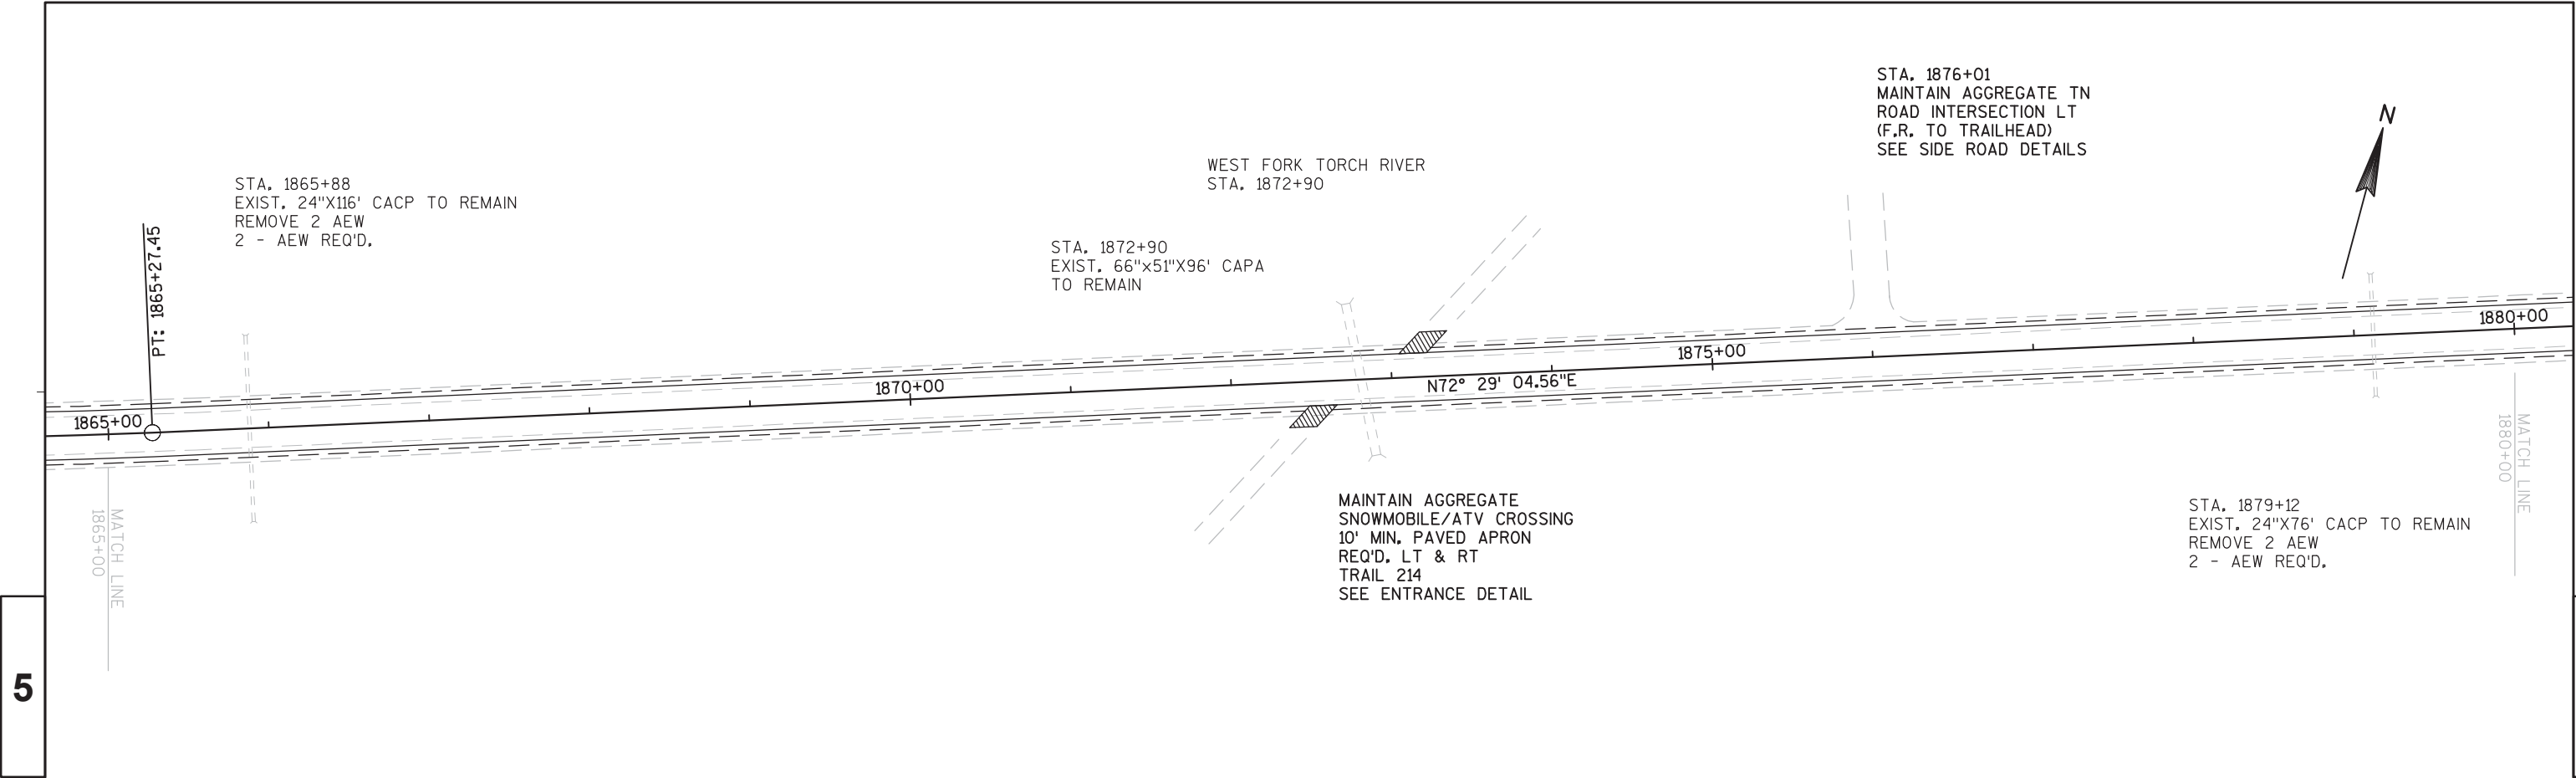 STA. 1876+01
MAINTAIN AGGREGATE TN
ROAD INTERSECTION LT
(F.R. TO TRAILHEAD)
SEE SIDE ROAD DETAILS
N
WEST FORK TORCH RIVER
STA. 1872+90
STA. 1865+88
EXIST. 24"X116' CACP TO REMAIN
REMOVE 2 AEW
2 - AEW REQ'D.
PT: 1865+27.45
STA. 1872+90
EXIST. 66"x51"X96' CAPA
TO REMAIN
1865+00
1870+00
1875+00
1880+00
N72° 29' 04.56"E
MATCH LINE
1865+00
MATCH LINE
1880+00
MAINTAIN AGGREGATE
SNOWMOBILE/ATV CROSSING
10' MIN. PAVED APRON
REQ'D. LT & RT
TRAIL 214
SEE ENTRANCE DETAIL
STA. 1879+12
EXIST. 24"X76' CACP TO REMAIN
REMOVE 2 AEW
2 - AEW REQ'D.
5